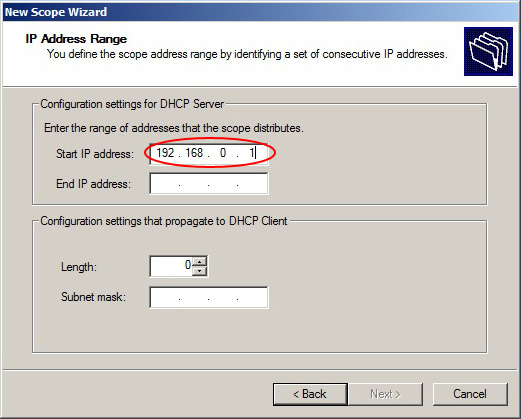 New Scope Wizard
IP Address Range
You define the scope address range by identifying a set of consecutive IP addresses.
Configuration settings for DHCP Server
Enter the range of addresses that the scope distributes.
Start IP address: 192 . 168 . 0 . 1
End IP address: . . .
Configuration settings that propagate to DHCP Client
Length: 0
Subnet mask: . . .
< Back Next > Cancel